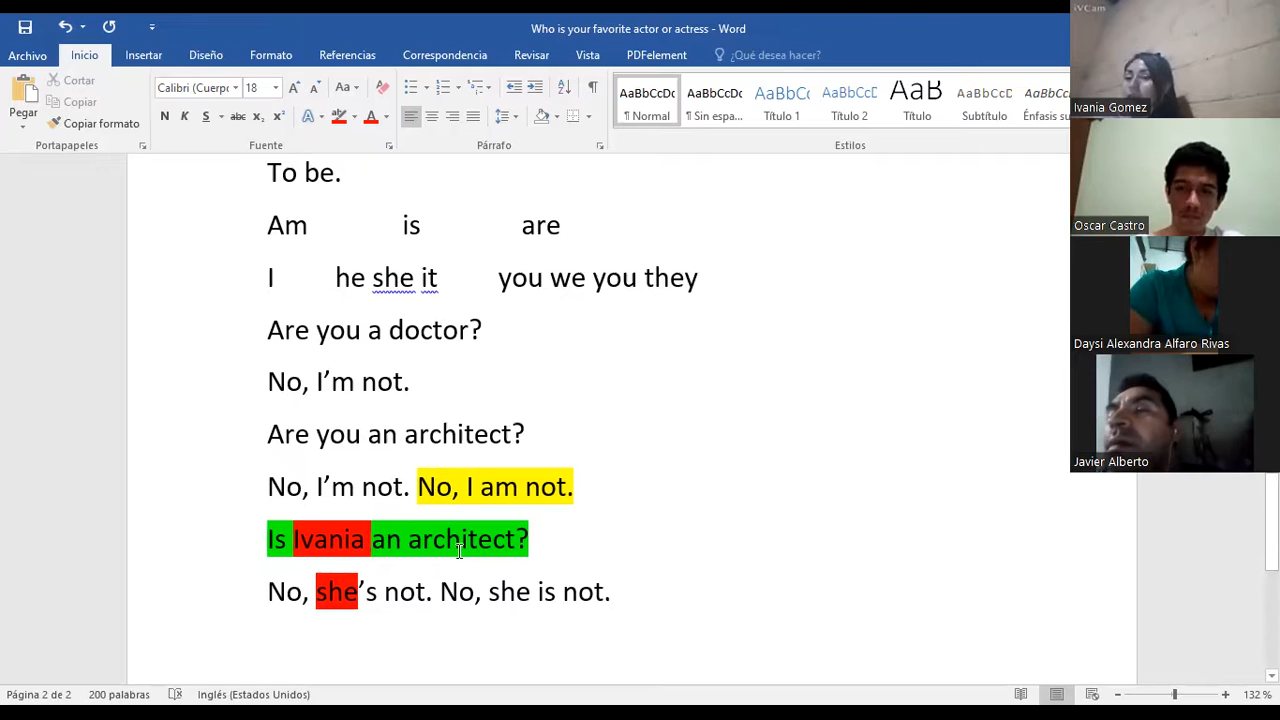 Who is your favorite actor or actress - Word
Archivo Inicio Insertar Diseño Formato Referencias Correspondencia Revisar Vista PDFelement ¿Qué desea hacer?
Pegar
Cortar
Copiar
Copiar formato
Portapapeles
Calibri (Cuerpo 18
N K S abc x₂ x²
Fuente
Párrafo
AaBbCcDc AaBbCcDc AaBbCc AaBbCcD AaB AaBbCcD AaBbCcDc
¶ Normal ¶ Sin espa... Título 1 Título 2 Título Subtítulo Énfasis su
Estilos
To be.
Am is are
I he she it you we you they
Are you a doctor?
No, I’m not.
Are you an architect?
No, I’m not. No, I am not.
Is Ivania an architect?
No, she’s not. No, she is not.
Página 2 de 2 200 palabras Inglés (Estados Unidos) 132 %
iVCam
Ivania Gomez
Oscar Castro
Daysi Alexandra Alfaro Rivas
Javier Alberto